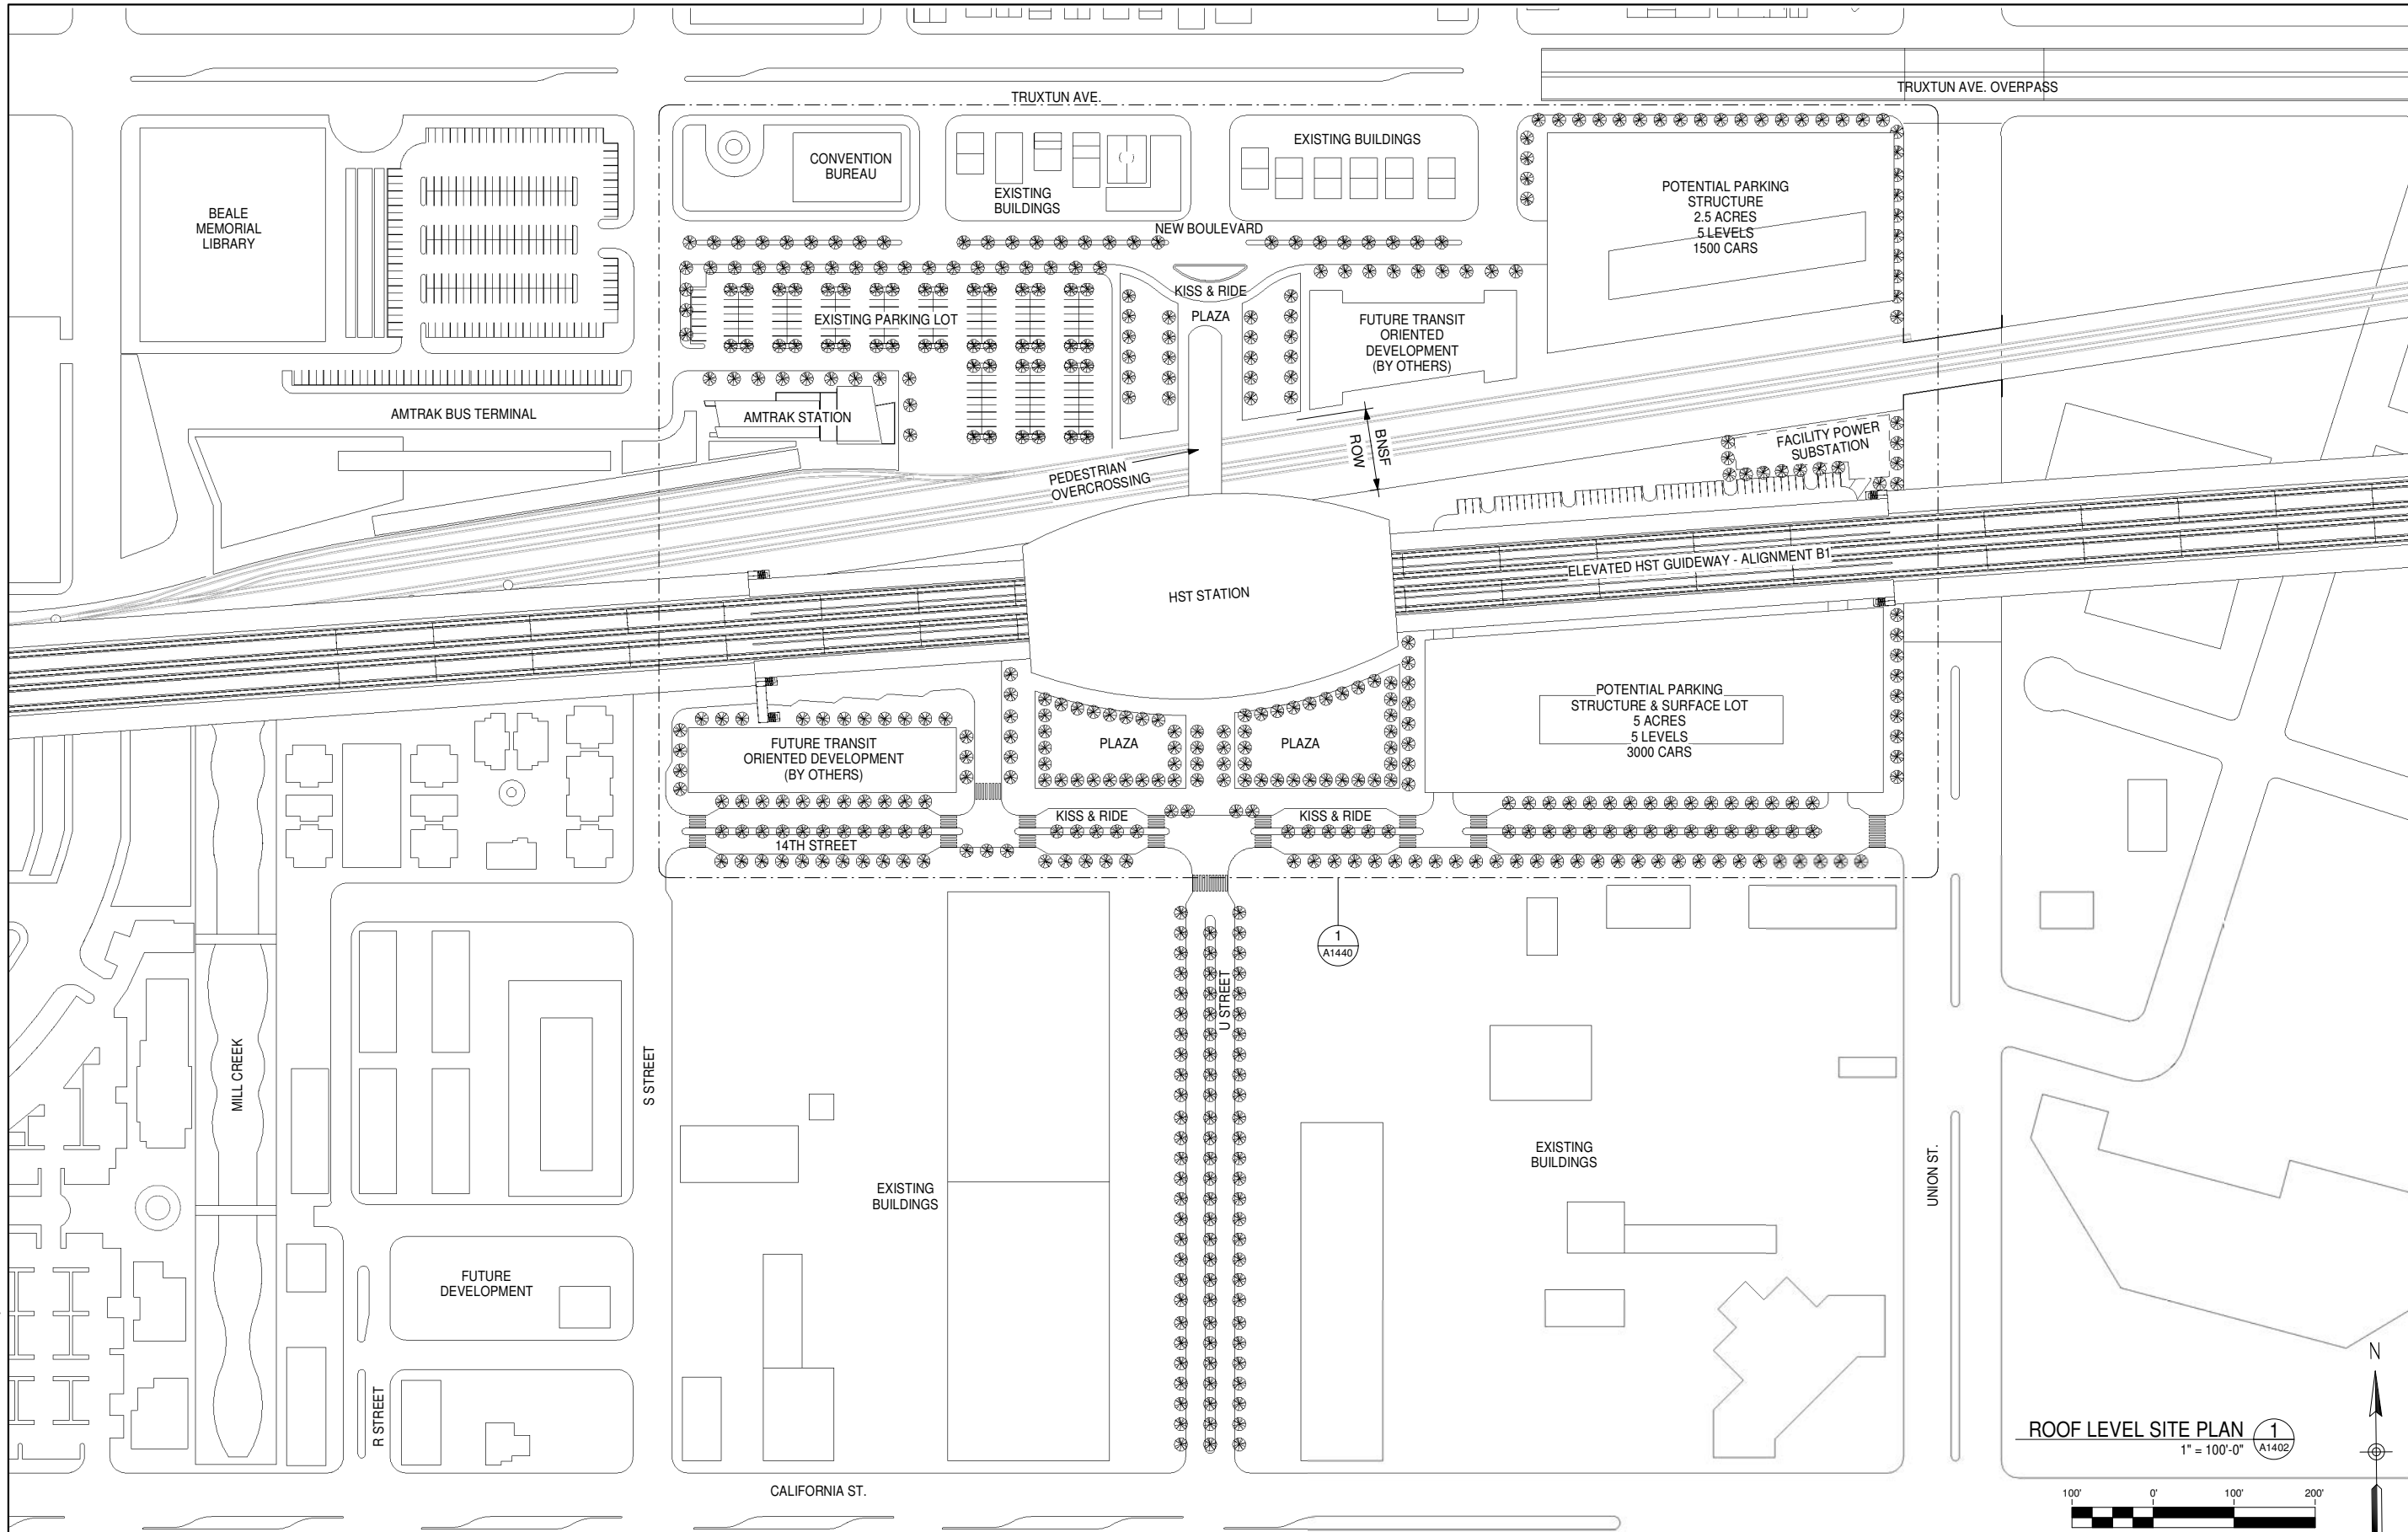 TRUXTUN AVE.
TRUXTUN AVE. OVERPASS
BEALE
MEMORIAL
LIBRARY
CONVENTION
BUREAU
EXISTING
BUILDINGS
EXISTING BUILDINGS
POTENTIAL PARKING
STRUCTURE
2.5 ACRES
5 LEVELS
1500 CARS
NEW BOULEVARD
KISS & RIDE
PLAZA
EXISTING PARKING LOT
FUTURE TRANSIT
ORIENTED
DEVELOPMENT
(BY OTHERS)
AMTRAK BUS TERMINAL
AMTRAK STATION
PEDESTRIAN
OVERCROSSING
BNSF
ROW
FACILITY POWER
SUBSTATION
ELEVATED HST GUIDEWAY - ALIGNMENT B1
HST STATION
FUTURE TRANSIT
ORIENTED DEVELOPMENT
(BY OTHERS)
PLAZA
PLAZA
POTENTIAL PARKING
STRUCTURE & SURFACE LOT
5 ACRES
5 LEVELS
3000 CARS
KISS & RIDE
KISS & RIDE
14TH STREET
1
A1440
U STREET
S STREET
MILL CREEK
EXISTING
BUILDINGS
EXISTING
BUILDINGS
UNION ST.
FUTURE
DEVELOPMENT
R STREET
CALIFORNIA ST.
N
ROOF LEVEL SITE PLAN
1" = 100'-0"
1
A1402
100' 0' 100' 200'